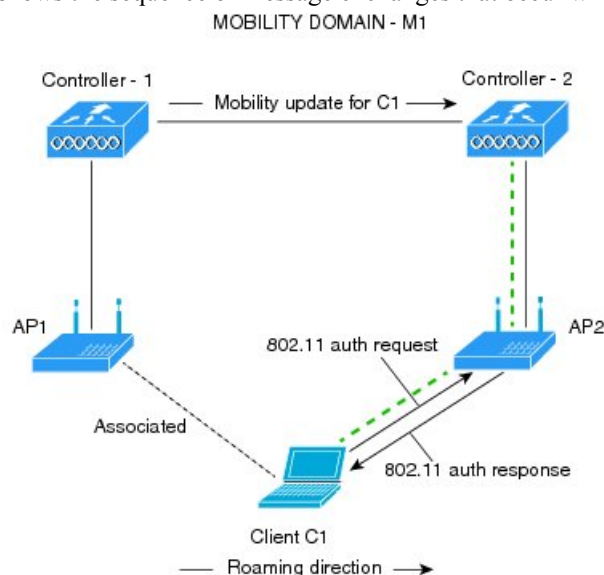 MOBILITY DOMAIN - M1
Controller - 1
Controller - 2
Mobility update for C1
AP1
AP2
802.11 auth request
Associated
802.11 auth response
Client C1
Roaming direction